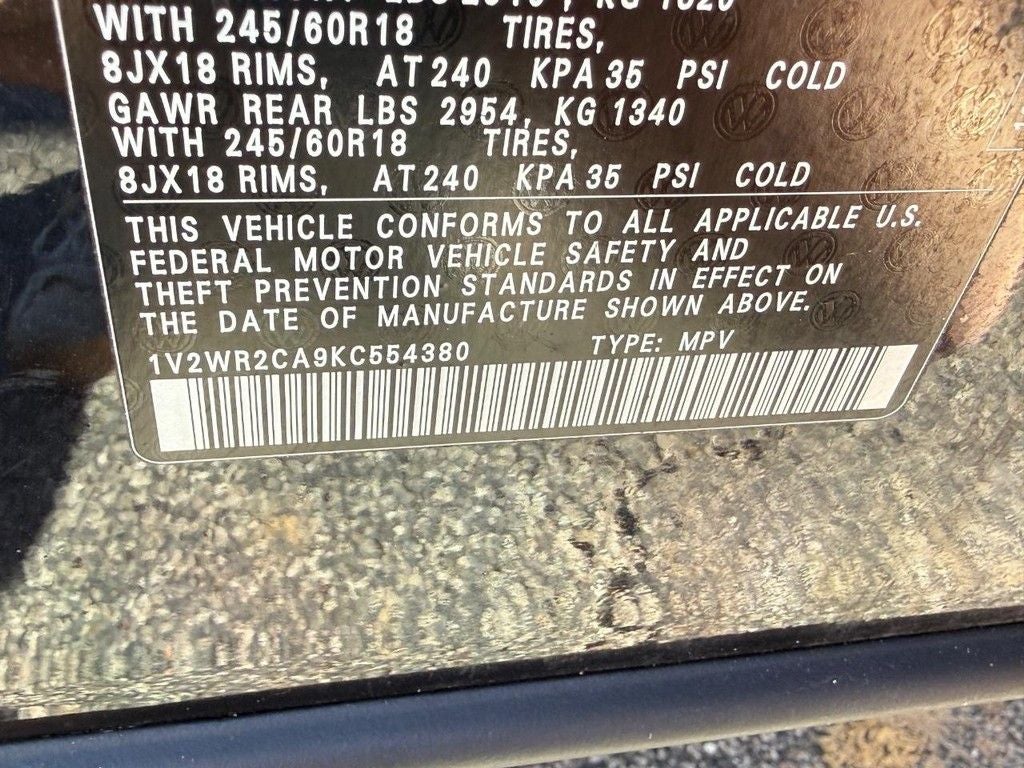 WITH 245/60R18 TIRES,
8JX18 RIMS, AT 240 KPA 35 PSI COLD
GAWR REAR LBS 2954, KG 1340
WITH 245/60R18 TIRES,
8JX18 RIMS, AT 240 KPA 35 PSI COLD
THIS VEHICLE CONFORMS TO ALL APPLICABLE U.S.
FEDERAL MOTOR VEHICLE SAFETY AND
THEFT PREVENTION STANDARDS IN EFFECT ON
THE DATE OF MANUFACTURE SHOWN ABOVE.
1V2WR2CA9KC554380 TYPE: MPV